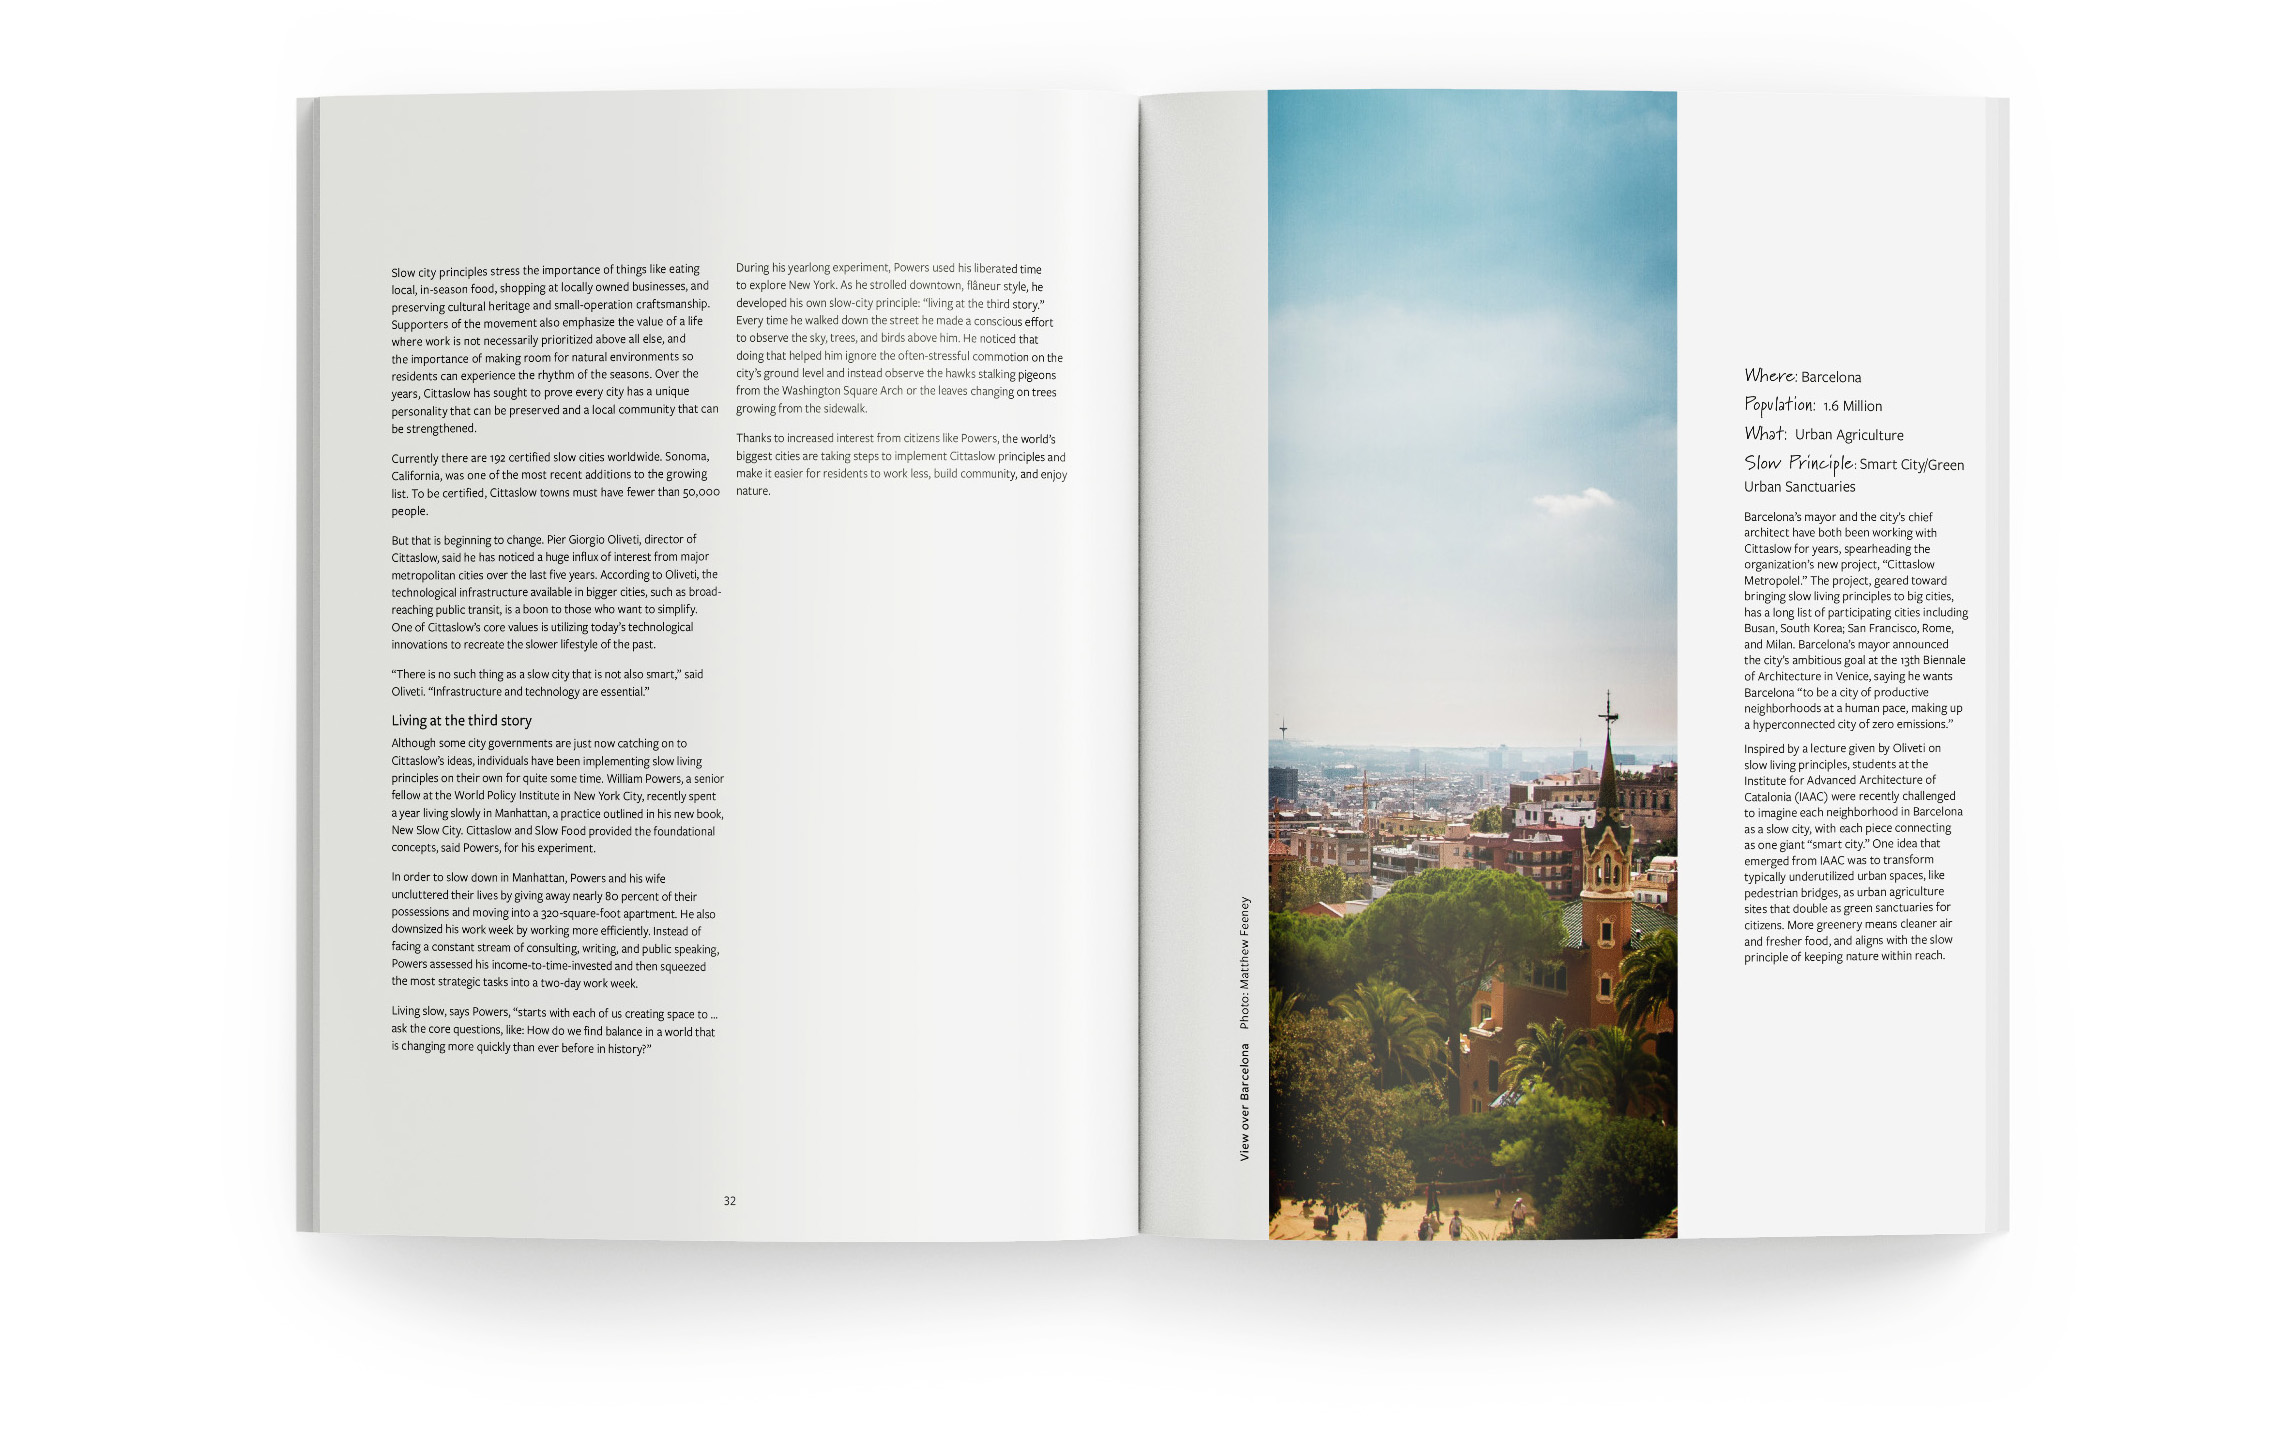 Slow city principles stress the importance of things like eating
local, in-season food, shopping at locally owned businesses, and
preserving cultural heritage and small-operation craftsmanship.
Supporters of the movement also emphasize the value of a life
where work is not necessarily prioritized above all else, and
the importance of making room for natural environments so
residents can experience the rhythm of the seasons. Over the
years, Cittaslow has sought to prove every city has a unique
personality that can be preserved and a local community that can
be strengthened.
Currently there are 192 certified slow cities worldwide. Sonoma,
California, was one of the most recent additions to the growing
list. To be certified, Cittaslow towns must have fewer than 50,000
people.
But that is beginning to change. Pier Giorgio Oliveti, director of
Cittaslow, said he has noticed a huge influx of interest from major
metropolitan cities over the last five years. According to Oliveti, the
technological infrastructure available in bigger cities, such as broad-
reaching public transit, is a boon to those who want to simplify.
One of Cittaslow's core values is utilizing today's technological
innovations to recreate the slower lifestyle of the past.
“There is no such thing as a slow city that is not also smart,” said
Oliveti. “Infrastructure and technology are essential.”
Living at the third story
Although some city governments are just now catching on to
Cittaslow's ideas, individuals have been implementing slow living
principles on their own for quite some time. William Powers, a senior
fellow at the World Policy Institute in New York City, recently spent
a year living slowly in Manhattan, a practice outlined in his new book,
New Slow City. Cittaslow and Slow Food provided the foundational
concepts, said Powers, for his experiment.
In order to slow down in Manhattan, Powers and his wife
uncluttered their lives by giving away nearly 80 percent of their
possessions and moving into a 320-square-foot apartment. He also
downsized his work week by working more efficiently. Instead of
facing a constant stream of consulting, writing, and public speaking,
Powers assessed his income-to-time-invested and then squeezed
the most strategic tasks into a two-day work week.
Living slow, says Powers, “starts with each of us creating space to ...
ask the core questions, like: How do we find balance in a world that
is changing more quickly than ever before in history?”
During his yearlong experiment, Powers used his liberated time
to explore New York. As he strolled downtown, flâneur style, he
developed his own slow-city principle: “living at the third story.”
Every time he walked down the street he made a conscious effort
to observe the sky, trees, and birds above him. He noticed that
doing that helped him ignore the often-stressful commotion on the
city's ground level and instead observe the hawks stalking pigeons
from the Washington Square Arch or the leaves changing on trees
growing from the sidewalk.
Thanks to increased interest from citizens like Powers, the world's
biggest cities are taking steps to implement Cittaslow principles and
make it easier for residents to work less, build community, and enjoy
nature.
32
View over Barcelona Photo: Matthew Feeney
Where: Barcelona
Population: 1.6 Million
What: Urban Agriculture
Slow Principle: Smart City/Green
Urban Sanctuaries
Barcelona's mayor and the city's chief
architect have both been working with
Cittaslow for years, spearheading the
organization's new project, “Cittaslow
Metropolel.” The project, geared toward
bringing slow living principles to big cities,
has a long list of participating cities including
Busan, South Korea; San Francisco, Rome,
and Milan. Barcelona's mayor announced
the city's ambitious goal at the 13th Biennale
of Architecture in Venice, saying he wants
Barcelona “to be a city of productive
neighborhoods at a human pace, making up
a hyperconnected city of zero emissions.”
Inspired by a lecture given by Oliveti on
slow living principles, students at the
Institute for Advanced Architecture of
Catalonia (IAAC) were recently challenged
to imagine each neighborhood in Barcelona
as a slow city, with each piece connecting
as one giant “smart city.” One idea that
emerged from IAAC was to transform
typically underutilized urban spaces, like
pedestrian bridges, as urban agriculture
sites that double as green sanctuaries for
citizens. More greenery means cleaner air
and fresher food, and aligns with the slow
principle of keeping nature within reach.